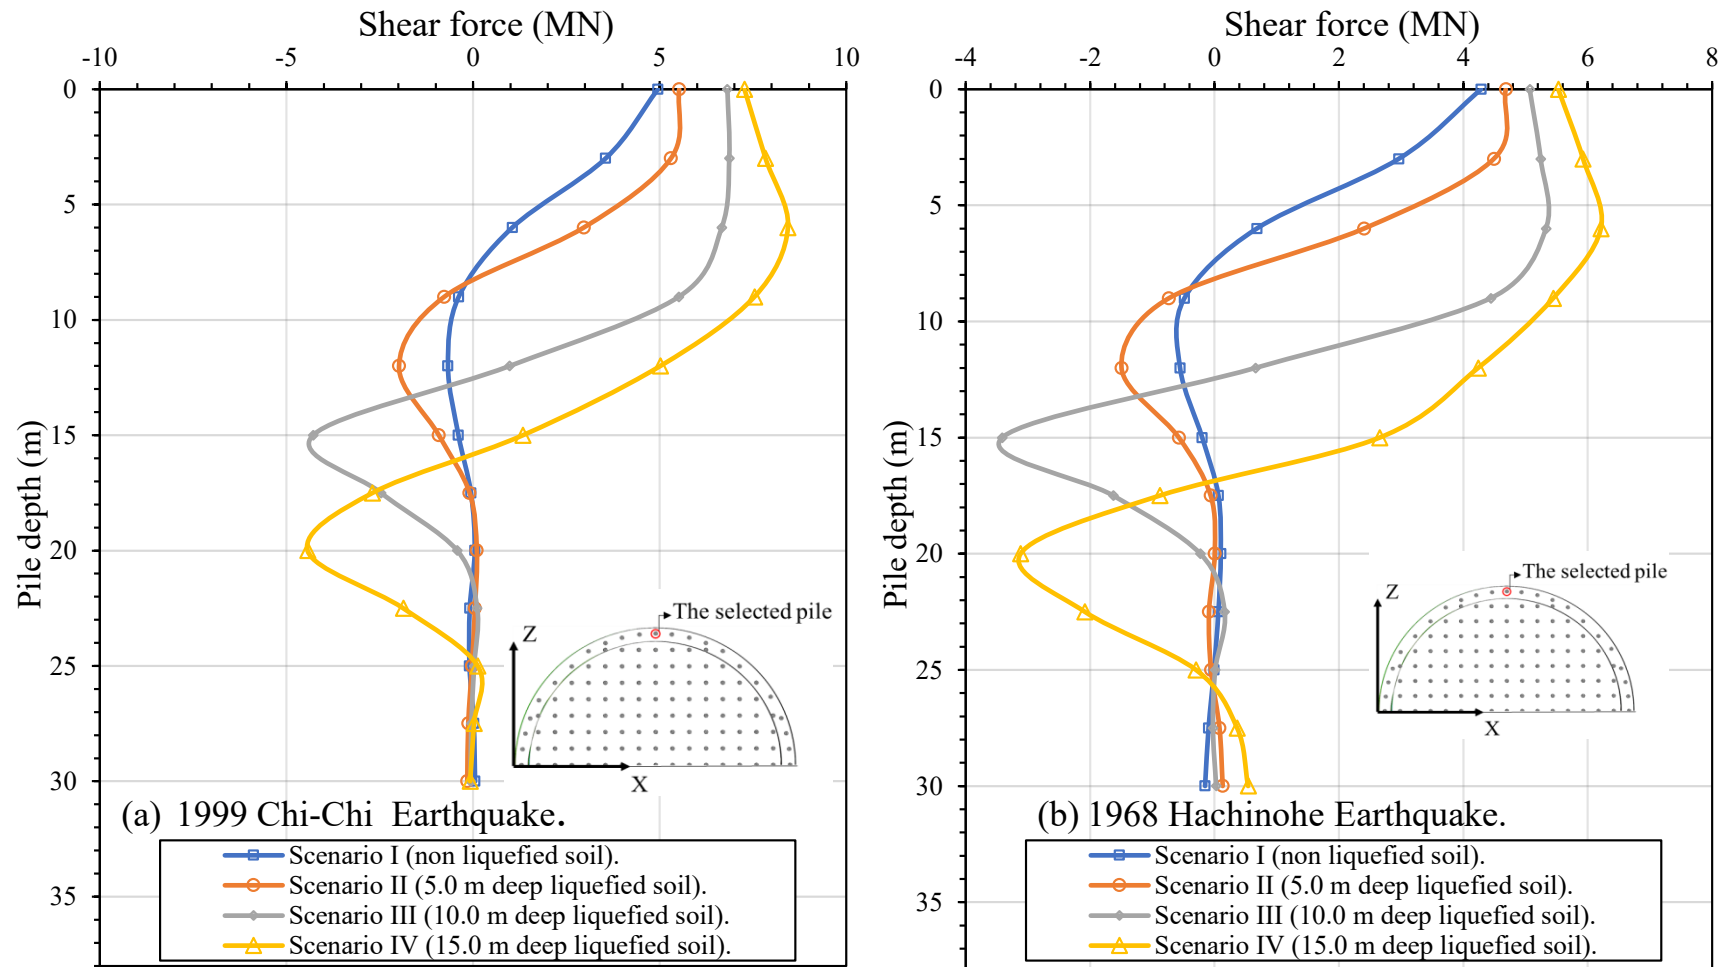 Shear force (MN)
-10 -5 0 5 10
0
5
10
15
20
25
30
35
Pile depth (m)
The selected pile
Z
X
(a) 1999 Chi-Chi Earthquake.
Scenario I (non liquefied soil).
Scenario II (5.0 m deep liquefied soil).
Scenario III (10.0 m deep liquefied soil).
Scenario IV (15.0 m deep liquefied soil).
Shear force (MN)
-4 -2 0 2 4 6 8
0
5
10
15
20
25
30
35
Pile depth (m)
The selected pile
Z
X
(b) 1968 Hachinohe Earthquake.
Scenario I (non liquefied soil).
Scenario II (5.0 m deep liquefied soil).
Scenario III (10.0 m deep liquefied soil).
Scenario IV (15.0 m deep liquefied soil).